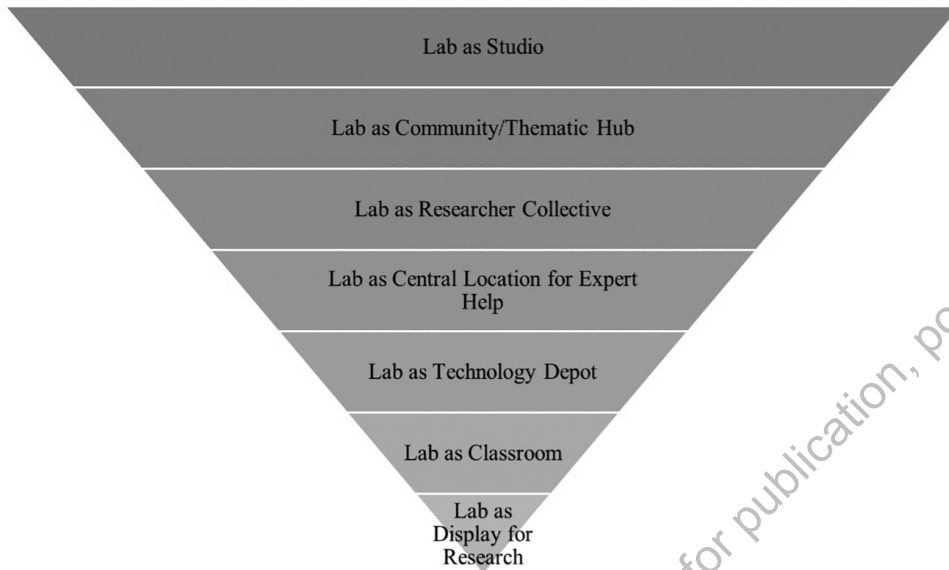 Lab as Studio
Lab as Community/Thematic Hub
Lab as Researcher Collective
Lab as Central Location for Expert
Help
Lab as Technology Depot
Lab as Classroom
Lab as
Display for
Research
for publication,